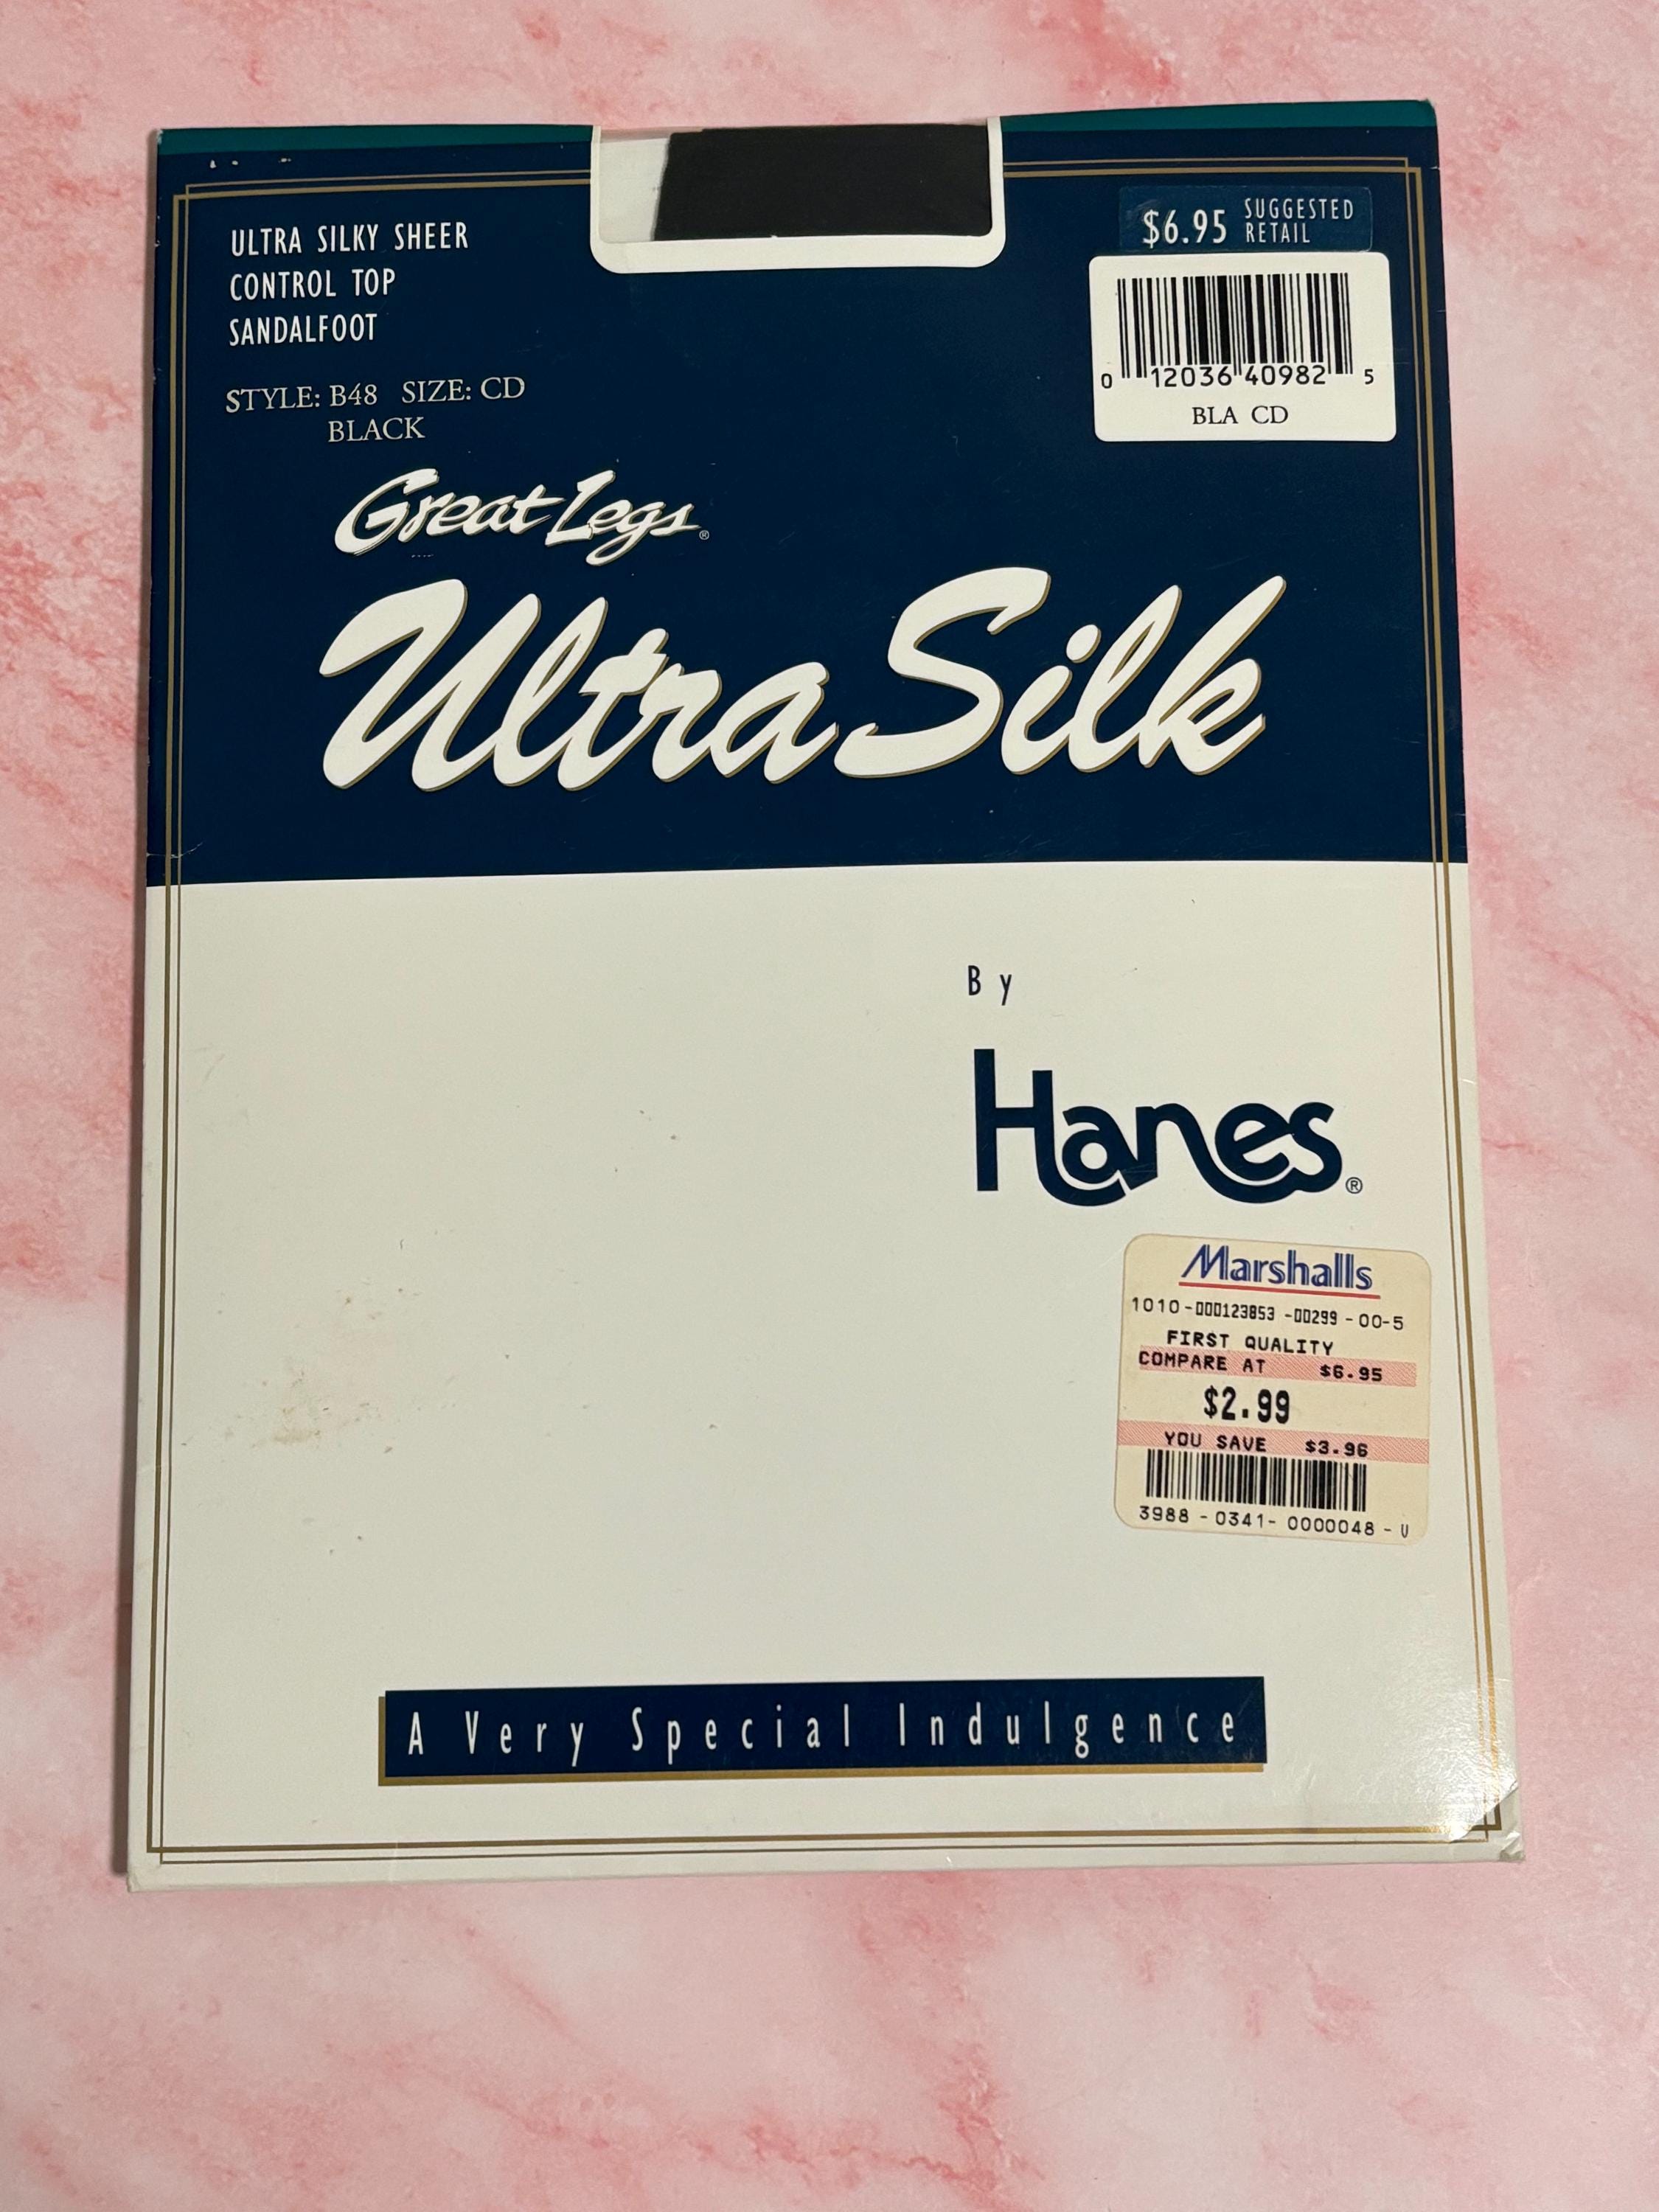 ULTRA SILKY SHEER
CONTROL TOP
SANDALFOOT
STYLE: B48 SIZE: CD
BLACK
$6.95 SUGGESTED RETAIL
0 12036 40982 5
BLA CD
Great Legs®
Ultra Silk
By
Hanes®
Marshalls
1010-000123853-00299-00-5
FIRST QUALITY
COMPARE AT $6.95
$2.99
YOU SAVE $3.96
3988-0341-0000048-U
A Very Special Indulgence